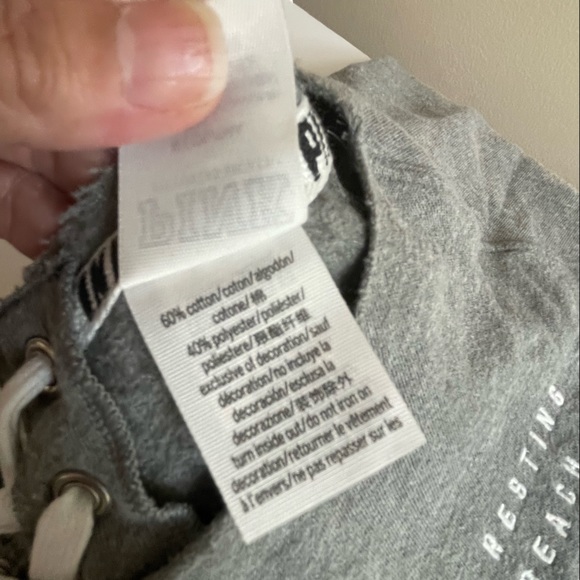 PINK
60% cotton/coton/algodón/
cotone/棉
40% polyester/poliéster/
poliestere/聚酯纤维
exclusive of decoration/sauf
décoration/no incluye la
decoración/esclusa la
decorazione/装饰除外
turn inside out/do not iron on
decoration/retourner le vêtement
à l'envers/ne pas repasser sur les
RESTING
BEACH